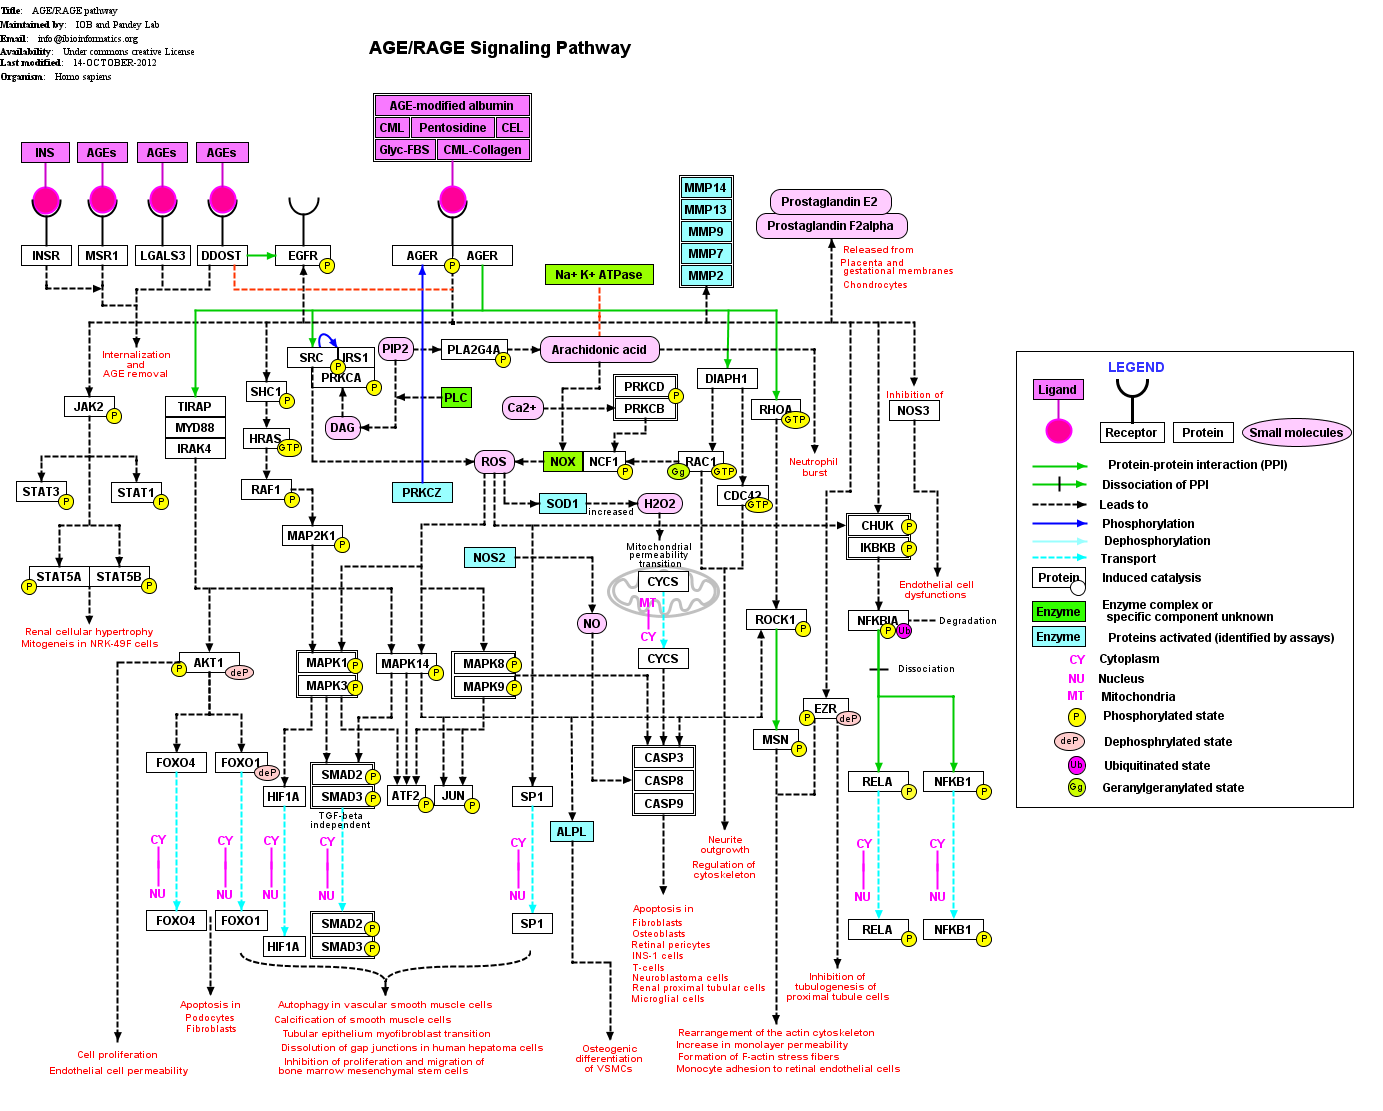 Title: AGE/RAGE pathway
Maintained by: IOB and Pandey Lab
Email: info@ibioinformatics.org
Availability: Under commons creative License
Last modified: 14-OCTOBER-2012
Organism: Homo sapiens
AGE/RAGE Signaling Pathway
AGE-modified albumin
CML Pentosidine CEL
Glyc-FBS CML-Collagen
INS AGEs AGEs AGEs
MMP14
MMP13
MMP9
MMP7
MMP2
Prostaglandin E2
Prostaglandin F2alpha
Released from
Placenta and
gestational membranes
Chondrocytes
INSR MSR1 LGALS3 DDOST EGFR P AGER P AGER
Na+ K+ ATPase
Internalization
and
AGE removal
SRC P IRS1
PRKCA P
PIP2 PLA2G4A P Arachidonic acid
DIAPH1
PRKCD P
PRKCB
SHC1 P
PLC
DAG
Ca2+
JAK2 P
TIRAP
MYD88
IRAK4
HRAS GTP
RHOA GTP
Inhibition of
NOS3
Neutrophil
burst
ROS NOX NCF1 P RAC1 Gg GTP
CDC42 GTP
STAT3 P STAT1 P RAF1 P
PRKCZ SOD1 increased H2O2
MAP2K1 P
CHUK P
IKBKB P
Mitochondrial
permeability
transition
NOS2
STAT5A P STAT5B P
CYCS
MT
CY
CYCS
Endothelial cell
dysfunctions
NO
ROCK1 P
NFKBIA P Ub Degradation
Renal cellular hypertrophy
Mitogeneis in NRK-49F cells
AKT1 P deP
MAPK1 P
MAPK3 P
MAPK14 P
MAPK8 P
MAPK9 P
Dissociation
EZR P deP
MSN P
FOXO4 FOXO1 deP
HIF1A
SMAD2 P
SMAD3 P
TGF-beta
independent
ATF2 P JUN P SP1
CASP3
CASP8
CASP9
RELA P NFKB1 P
ALPL
CY CY CY CY CY CY CY
NU NU NU NU NU NU NU
Neurite
outgrowth
Regulation of
cytoskeleton
FOXO4 FOXO1 HIF1A
SMAD2 P
SMAD3 P
SP1
RELA P NFKB1 P
Apoptosis in
Fibroblasts
Osteoblasts
Retinal pericytes
INS-1 cells
T-cells
Neuroblastoma cells
Renal proximal tubular cells
Microglial cells
Inhibition of
tubulogenesis of
proximal tubule cells
Apoptosis in
Podocytes
Fibroblasts
Autophagy in vascular smooth muscle cells
Calcification of smooth muscle cells
Tubular epithelium myofibroblast transition
Dissolution of gap junctions in human hepatoma cells
Inhibition of proliferation and migration of
bone marrow mesenchymal stem cells
Cell proliferation
Endothelial cell permeability
Osteogenic
differentiation
of VSMCs
Rearrangement of the actin cytoskeleton
Increase in monolayer permeability
Formation of F-actin stress fibers
Monocyte adhesion to retinal endothelial cells
LEGEND
Ligand
Receptor Protein Small molecules
Protein-protein interaction (PPI)
Dissociation of PPI
Leads to
Phosphorylation
Dephosphorylation
Transport
Protein Induced catalysis
Enzyme Enzyme complex or
specific component unknown
Enzyme Proteins activated (identified by assays)
CY Cytoplasm
NU Nucleus
MT Mitochondria
P Phosphorylated state
deP Dephosphrylated state
Ub Ubiquitinated state
Gg Geranylgeranylated state